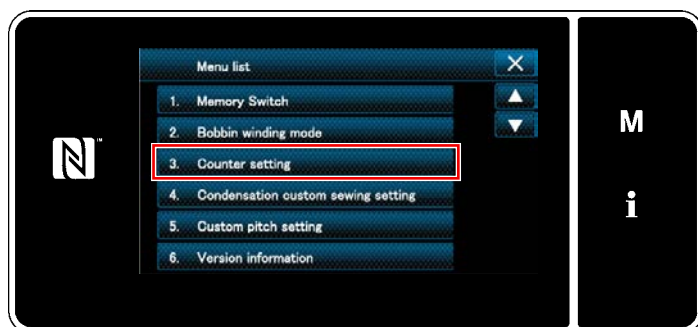 Menu list
1. Memory Switch
2. Bobbin winding mode
3. Counter setting
4. Condensation custom sewing setting
5. Custom pitch setting
6. Version information
N™
M
i